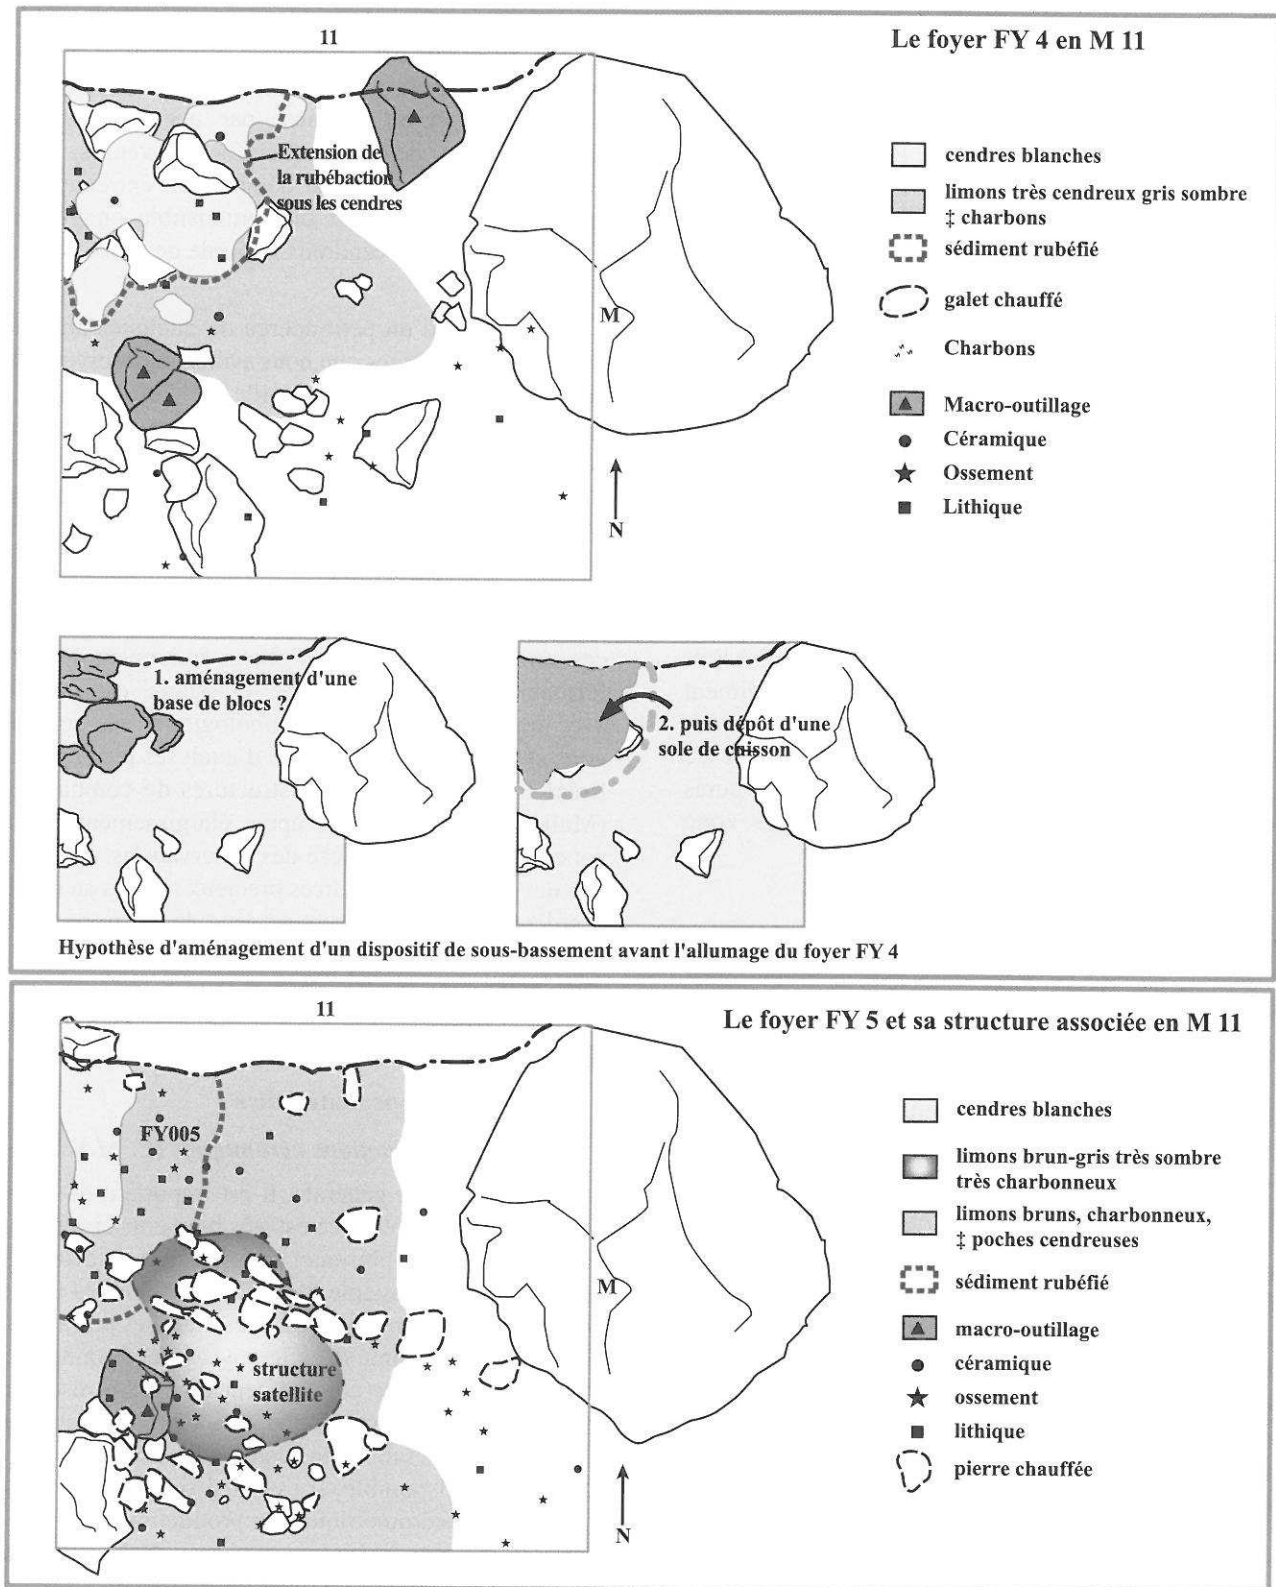 11
Le foyer FY 4 en M 11
Extension de
la rubébaction
sous les cendres
M
N
cendres blanches
limons très cendreux gris sombre
‡ charbons
sédiment rubéfié
galet chauffé
Charbons
Macro-outillage
Céramique
Ossement
Lithique
1. aménagement d'une
base de blocs ?
2. puis dépôt d'une
sole de cuisson
Hypothèse d'aménagement d'un dispositif de sous-bassement avant l'allumage du foyer FY 4
11
Le foyer FY 5 et sa structure associée en M 11
FY005
structure
satellite
M
N
cendres blanches
limons brun-gris très sombre
très charbonneux
limons bruns, charbonneux,
‡ poches cendreuses
sédiment rubéfié
macro-outillage
céramique
ossement
lithique
pierre chauffée